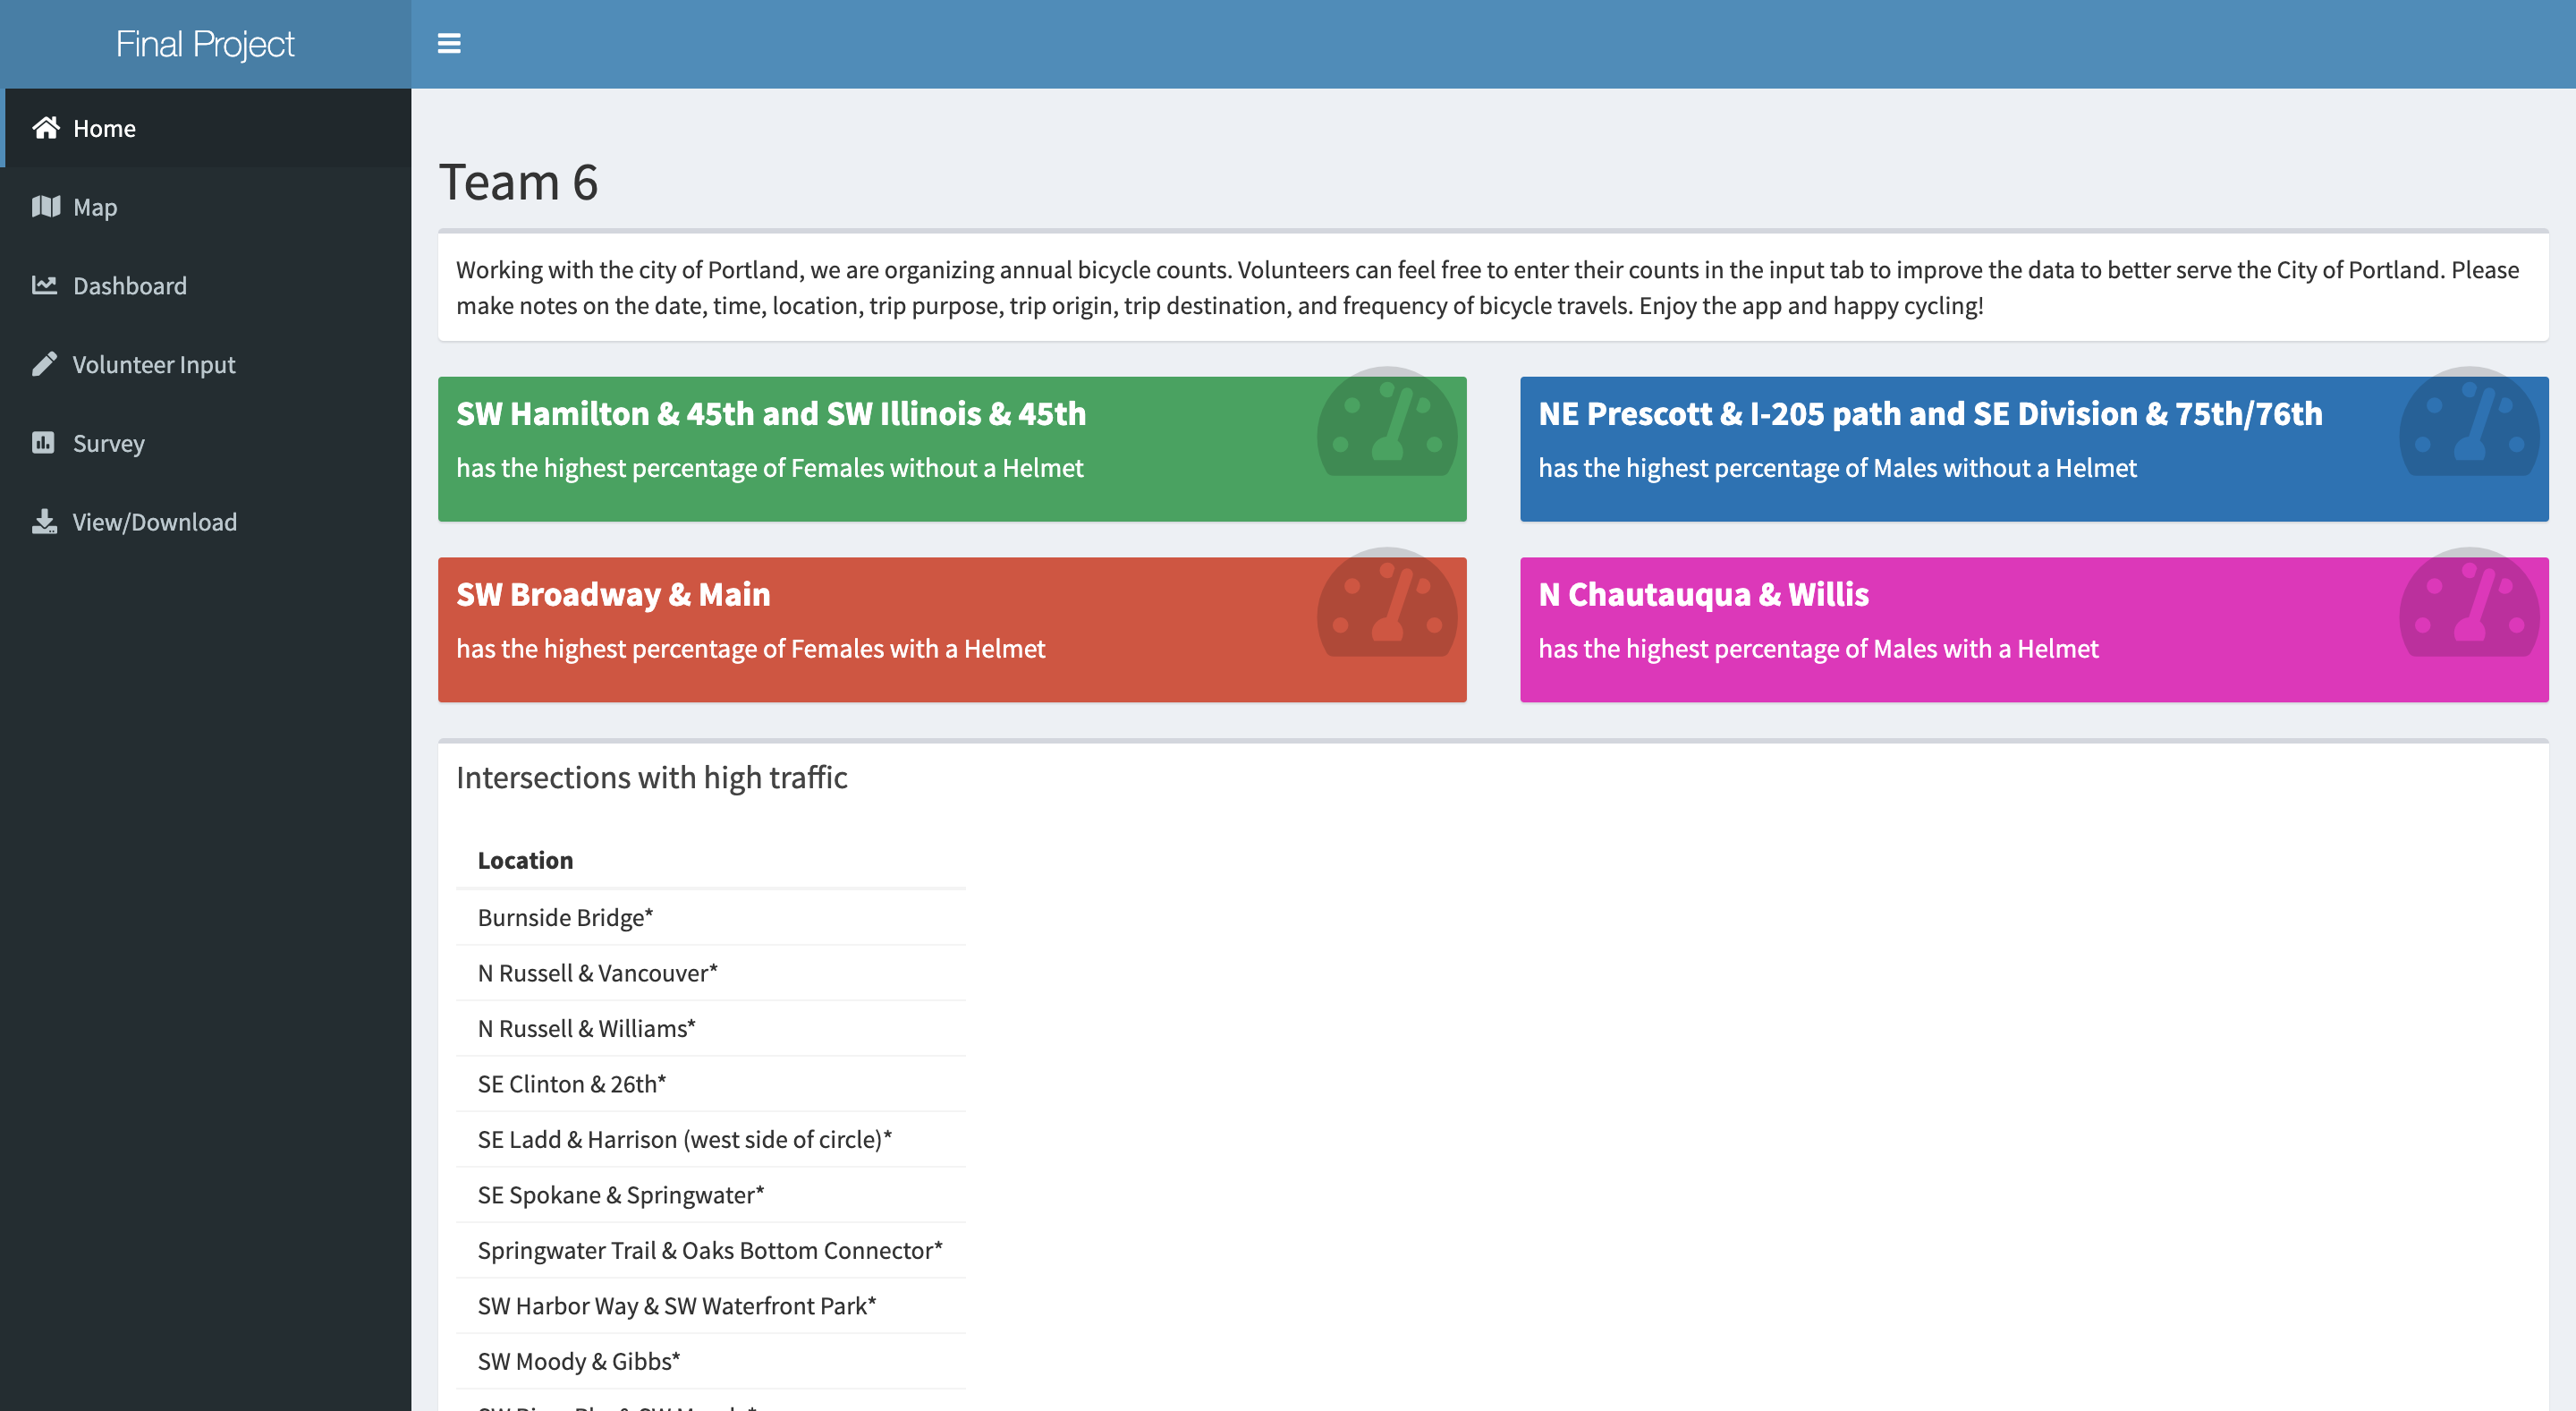 Final Project
Home
Map
Dashboard
Volunteer Input
Survey
View/Download
Team 6
Working with the city of Portland, we are organizing annual bicycle counts. Volunteers can feel free to enter their counts in the input tab to improve the data to better serve the City of Portland. Please
make notes on the date, time, location, trip purpose, trip origin, trip destination, and frequency of bicycle travels. Enjoy the app and happy cycling!
SW Hamilton & 45th and SW Illinois & 45th
has the highest percentage of Females without a Helmet
NE Prescott & I-205 path and SE Division & 75th/76th
has the highest percentage of Males without a Helmet
SW Broadway & Main
has the highest percentage of Females with a Helmet
N Chautauqua & Willis
has the highest percentage of Males with a Helmet
Intersections with high traffic
Location
Burnside Bridge*
N Russell & Vancouver*
N Russell & Williams*
SE Clinton & 26th*
SE Ladd & Harrison (west side of circle)*
SE Spokane & Springwater*
Springwater Trail & Oaks Bottom Connector*
SW Harbor Way & SW Waterfront Park*
SW Moody & Gibbs*